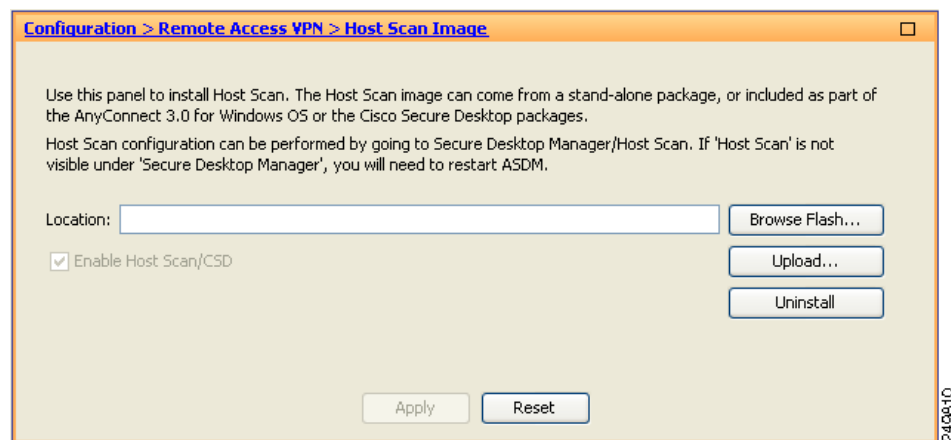 Configuration > Remote Access VPN > Host Scan Image
Use this panel to install Host Scan. The Host Scan image can come from a stand-alone package, or included as part of
the AnyConnect 3.0 for Windows OS or the Cisco Secure Desktop packages.
Host Scan configuration can be performed by going to Secure Desktop Manager/Host Scan. If 'Host Scan' is not
visible under 'Secure Desktop Manager', you will need to restart ASDM.
Location:
Browse Flash...
Enable Host Scan/CSD
Upload...
Uninstall
Apply
Reset